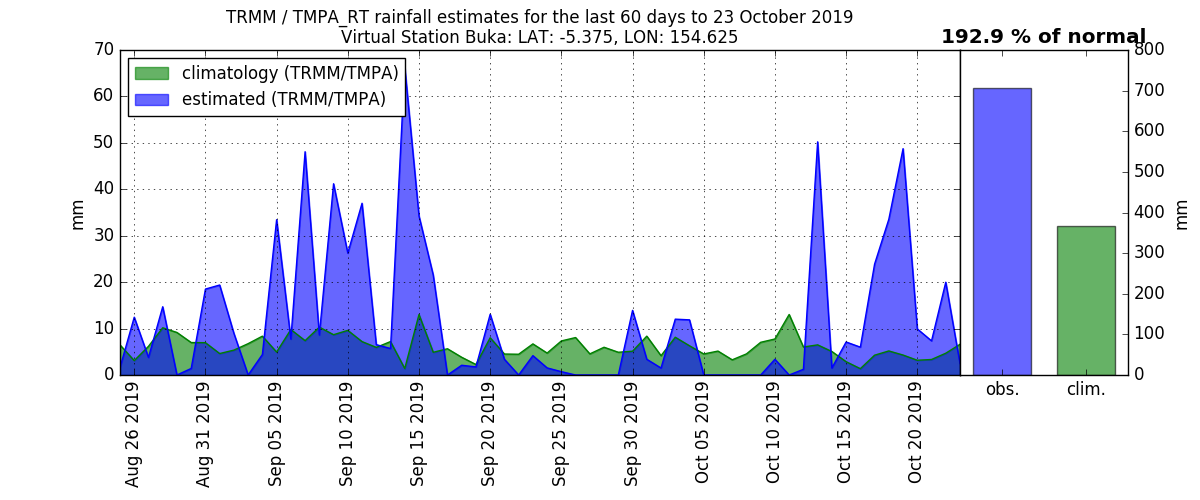 TRMM / TMPA_RT rainfall estimates for the last 60 days to 23 October 2019
Virtual Station Buka: LAT: -5.375, LON: 154.625
192.9 % of normal
climatology (TRMM/TMPA)
estimated (TRMM/TMPA)
mm
70
60
50
40
30
20
10
0
Aug 26 2019
Aug 31 2019
Sep 05 2019
Sep 10 2019
Sep 15 2019
Sep 20 2019
Sep 25 2019
Sep 30 2019
Oct 05 2019
Oct 10 2019
Oct 15 2019
Oct 20 2019
obs.
clim.
800
700
600
500
400
300
200
100
0
mm